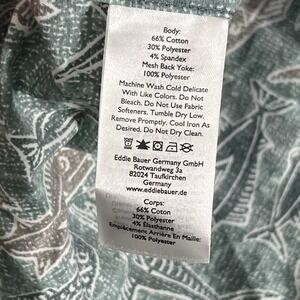 Body:
66% Cotton
30% Polyester
4% Spandex
Mesh Back Yoke:
100% Polyester
Machine Wash Cold Delicate
With Like Colors. Do Not
Bleach. Do Not Use Fabric
Softeners. Tumble Dry Low.
Remove Promptly. Cool Iron As
Desired. Do Not Dry Clean.
Eddie Bauer Germany GmbH
Rotwandweg 3a
82024 Taufkirchen
Germany
www.eddiebauer.de
Corps:
66% Coton
30% Polyester
4% Elasthanne
Empiècement Arrière En Maille:
100% Polyester